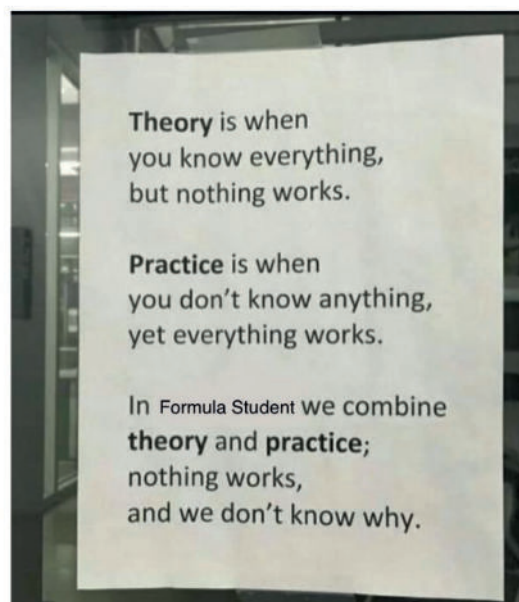 Theory is when
you know everything,
but nothing works.
Practice is when
you don't know anything,
yet everything works.
In Formula Student we combine
theory and practice;
nothing works,
and we don't know why.